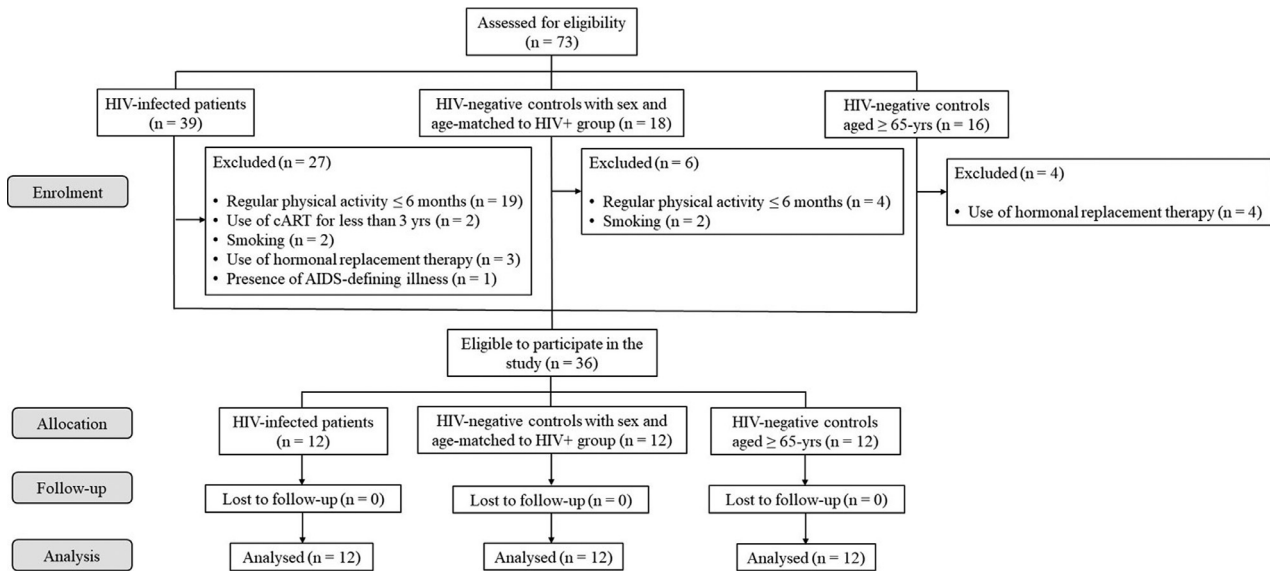 Assessed for eligibility
(n = 73)
HIV-infected patients
(n = 39)
HIV-negative controls with sex and
age-matched to HIV+ group (n = 18)
HIV-negative controls
aged ≥ 65-yrs (n = 16)
Enrolment
Excluded (n = 27)
• Regular physical activity ≤ 6 months (n = 19)
• Use of cART for less than 3 yrs (n = 2)
• Smoking (n = 2)
• Use of hormonal replacement therapy (n = 3)
• Presence of AIDS-defining illness (n = 1)
Excluded (n = 6)
• Regular physical activity ≤ 6 months (n = 4)
• Smoking (n = 2)
Excluded (n = 4)
• Use of hormonal replacement therapy (n = 4)
Eligible to participate in the
study (n = 36)
Allocation
HIV-infected patients
(n = 12)
HIV-negative controls with sex and
age-matched to HIV+ group (n = 12)
HIV-negative controls
aged ≥ 65-yrs (n = 12)
Follow-up
Lost to follow-up (n = 0)
Lost to follow-up (n = 0)
Lost to follow-up (n = 0)
Analysis
Analysed (n = 12)
Analysed (n = 12)
Analysed (n = 12)